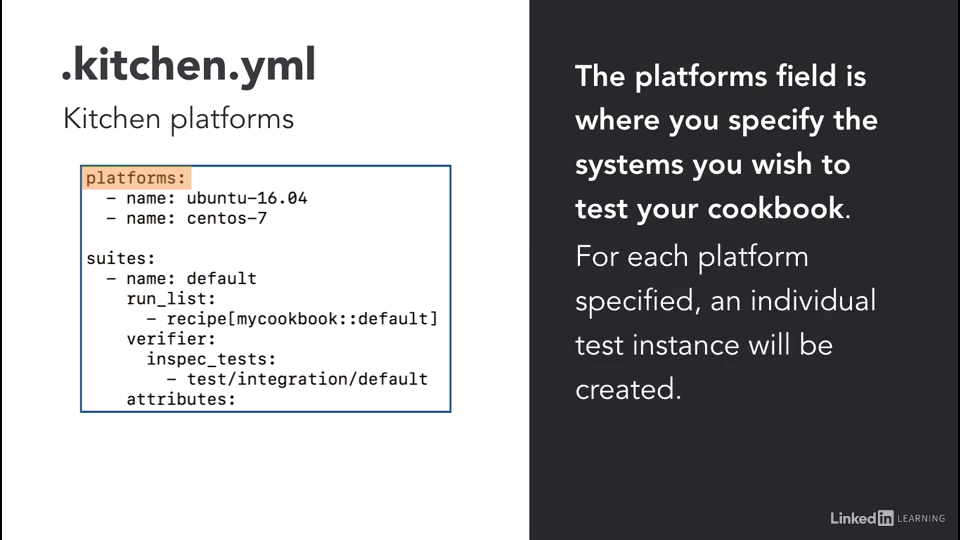 .kitchen.yml
Kitchen platforms
platforms:
  - name: ubuntu-16.04
  - name: centos-7
suites:
  - name: default
    run_list:
      - recipe[mycookbook::default]
    verifier:
      inspec_tests:
        - test/integration/default
    attributes:
The platforms field is
where you specify the
systems you wish to
test your cookbook.
For each platform
specified, an individual
test instance will be
created.
Linked in LEARNING